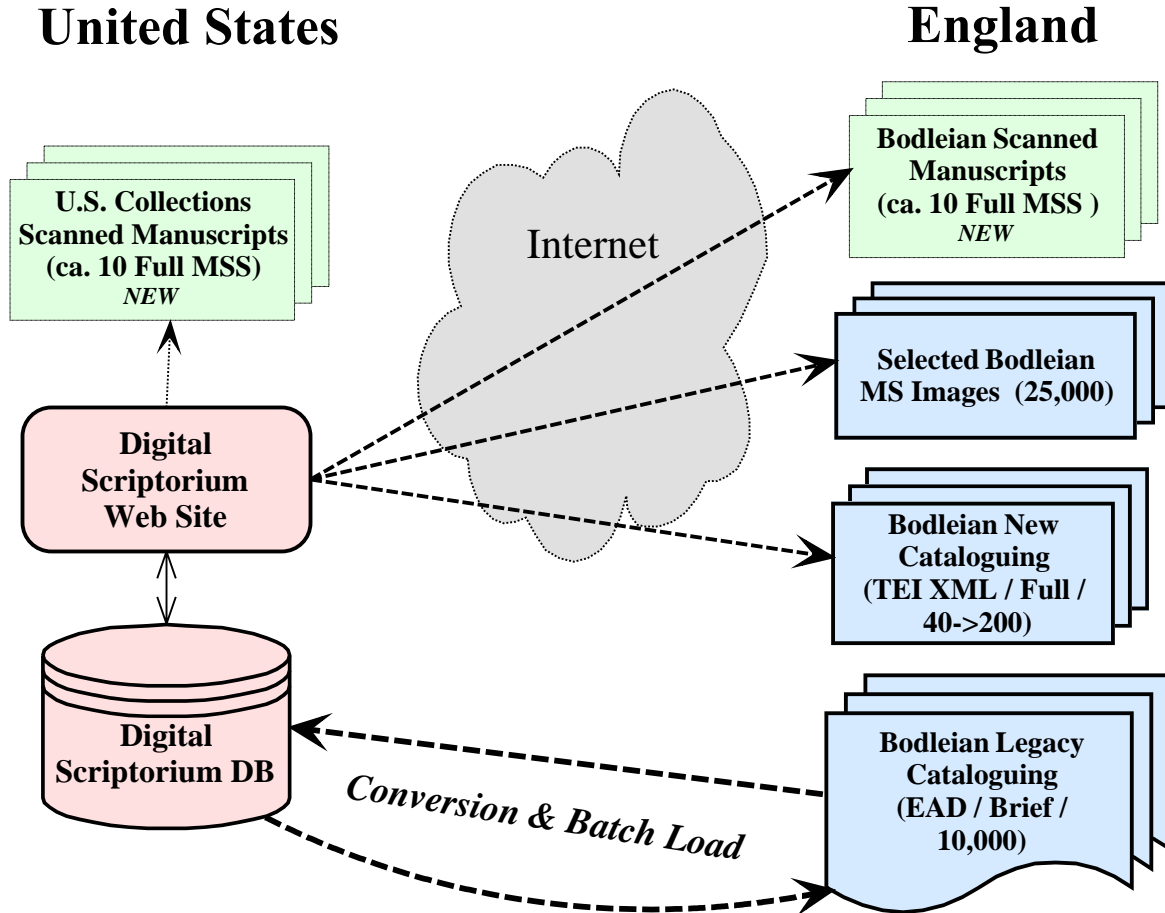 United States
England
U.S. Collections
Scanned Manuscripts
(ca. 10 Full MSS)
NEW
Internet
Bodleian Scanned
Manuscripts
(ca. 10 Full MSS )
NEW
Selected Bodleian
MS Images (25,000)
Digital
Scriptorium
Web Site
Bodleian New
Cataloguing
(TEI XML / Full /
40->200)
Digital
Scriptorium DB
Conversion & Batch Load
Bodleian Legacy
Cataloguing
(EAD / Brief /
10,000)